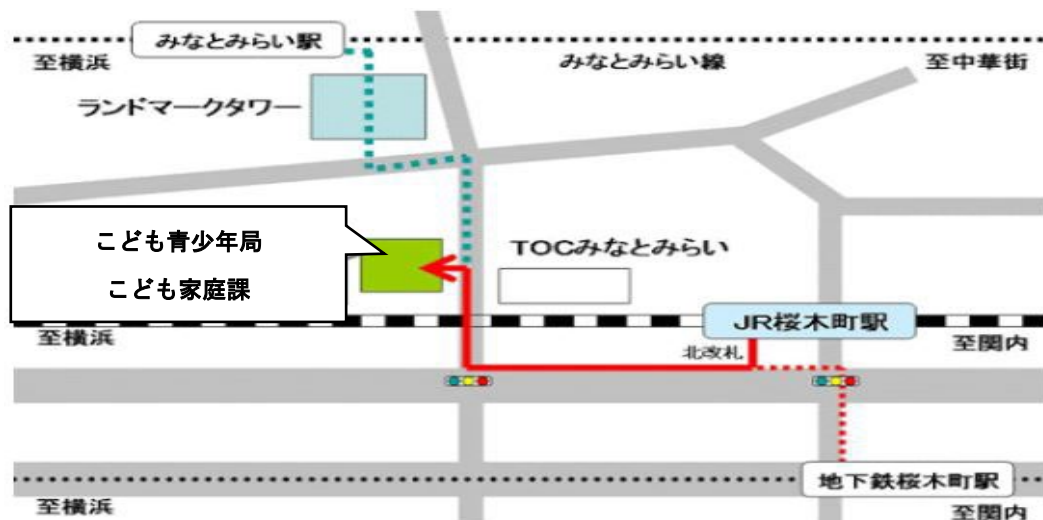 みなとみらい駅
至横浜
みなとみらい線
至中華街
ランドマークタワー
こども青少年局
こども家庭課
TOCみなとみらい
JR桜木町駅
至横浜
北改札
至関内
地下鉄桜木町駅
至横浜
至関内